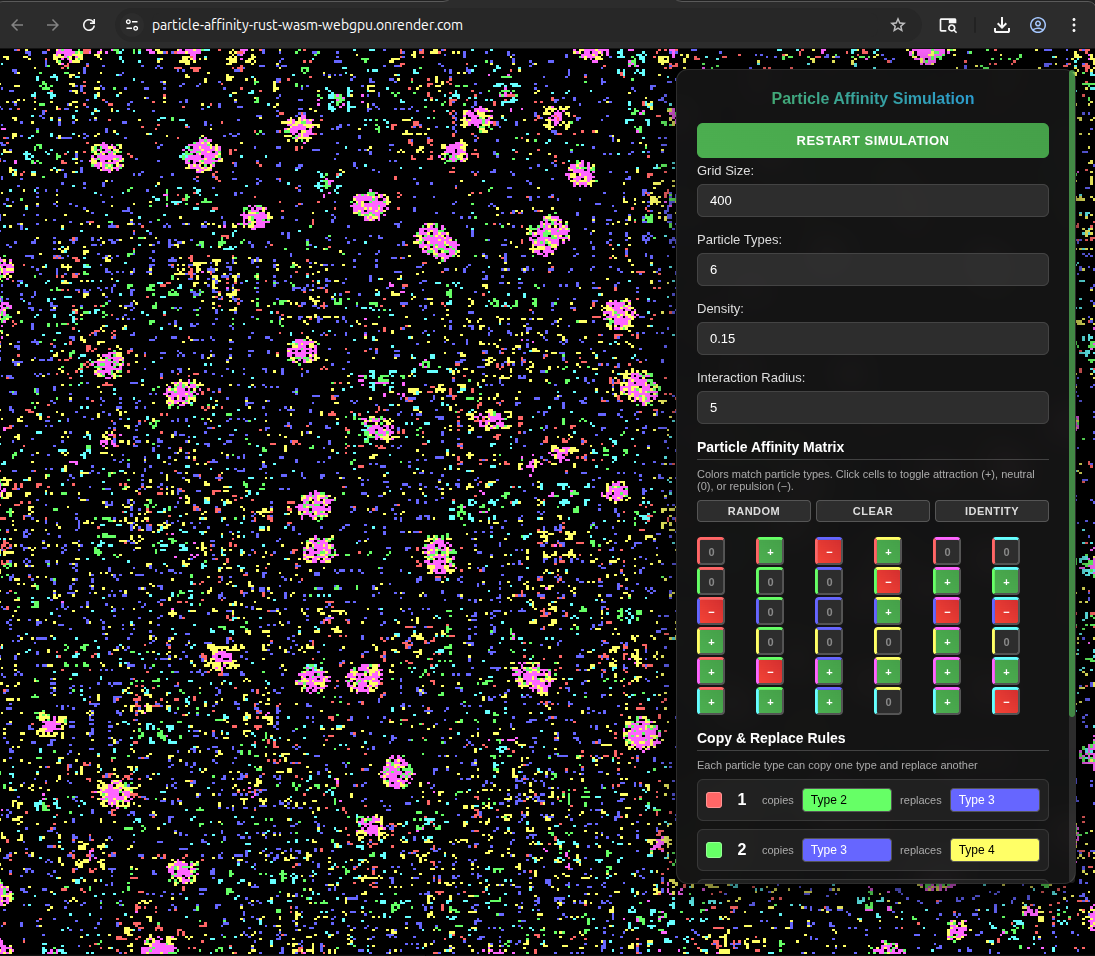 particle-affinity-rust-wasm-webgpu.onrender.com
Particle Affinity Simulation
RESTART SIMULATION
Grid Size:
400
Particle Types:
6
Density:
0.15
Interaction Radius:
5
Particle Affinity Matrix
Colors match particle types. Click cells to toggle attraction (+), neutral
(0), or repulsion (−).
RANDOM CLEAR IDENTITY
0 + − + 0 0
0 0 0 − + +
− 0 0 + − −
+ 0 0 0 + 0
+ − + + + +
+ + + 0 + −
Copy & Replace Rules
Each particle type can copy one type and replace another
1 copies Type 2 replaces Type 3
2 copies Type 3 replaces Type 4